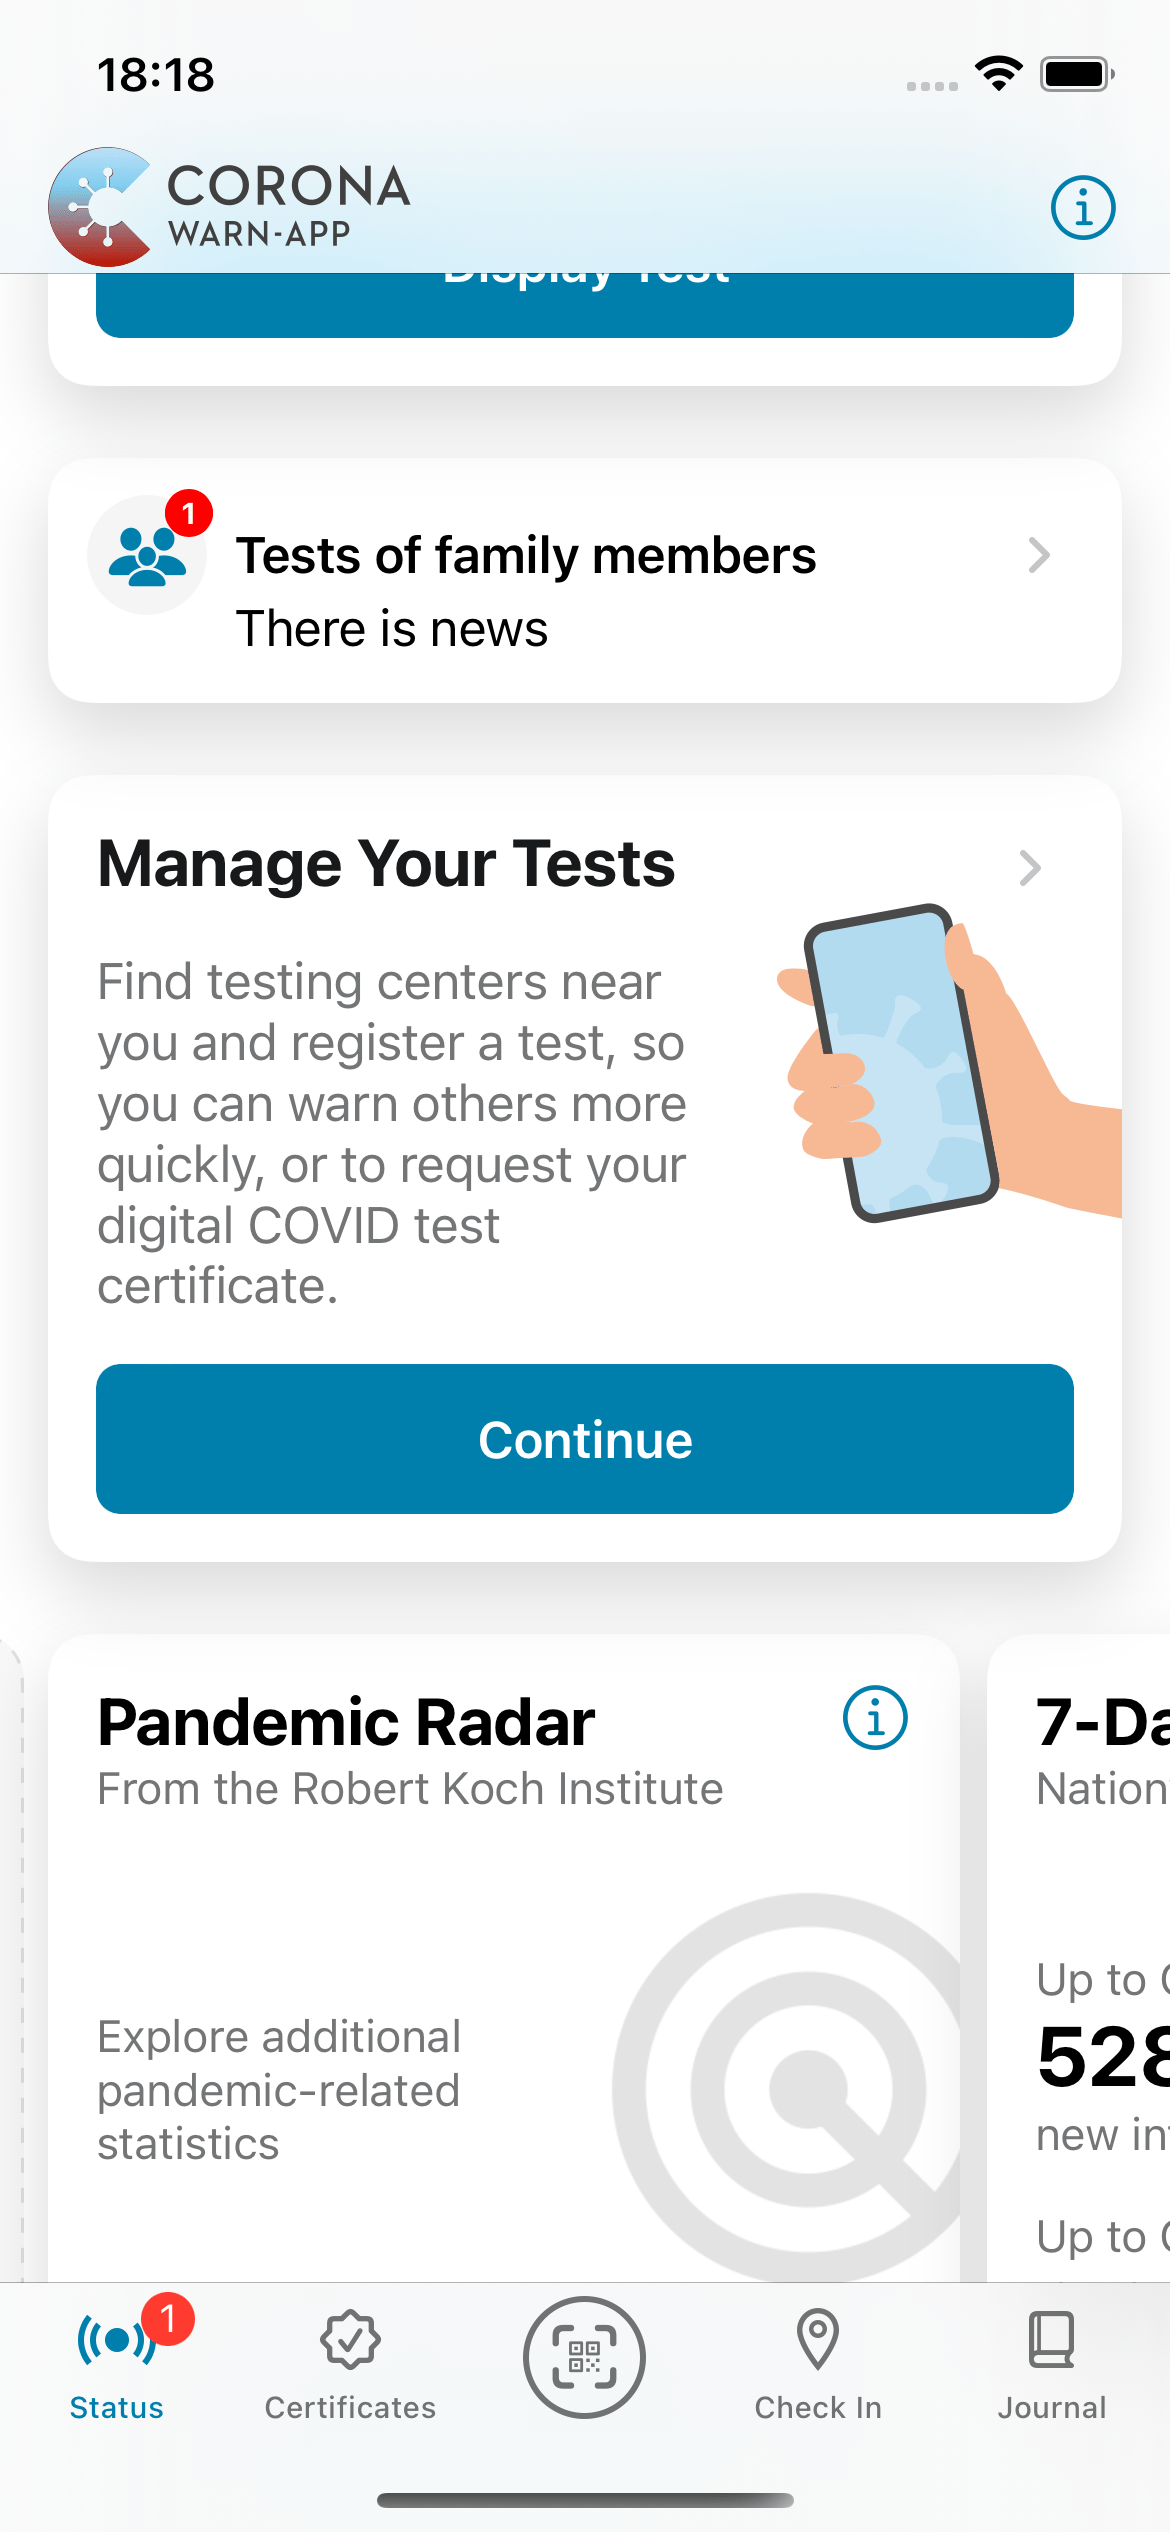 18:18
CORONA
WARN-APP
Display Test
1
Tests of family members
There is news
Manage Your Tests
Find testing centers near
you and register a test, so
you can warn others more
quickly, or to request your
digital COVID test
certificate.
Continue
Pandemic Radar
From the Robert Koch Institute
Explore additional
pandemic-related
statistics
7-Da
Nation
Up to
528
new in
Up to
1
Status
Certificates
Check In
Journal